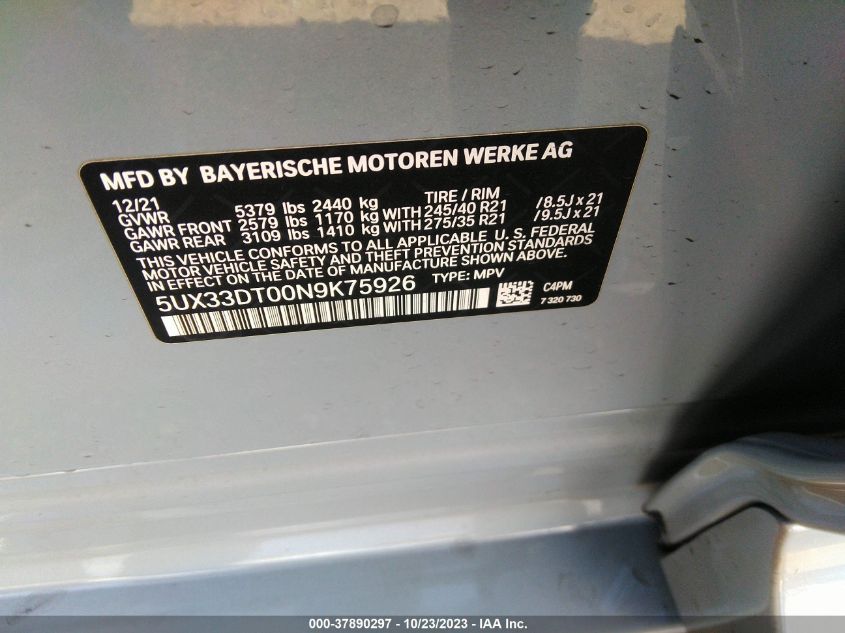 MFD BY BAYERISCHE MOTOREN WERKE AG
12/21 TIRE / RIM
GVWR 5379 lbs 2440 kg
GAWR FRONT 2579 lbs 1170 kg WITH 245/40 R21 /8.5J x 21
GAWR REAR 3109 lbs 1410 kg WITH 275/35 R21 /9.5J x 21
THIS VEHICLE CONFORMS TO ALL APPLICABLE U. S. FEDERAL
MOTOR VEHICLE SAFETY AND THEFT PREVENTION STANDARDS
IN EFFECT ON THE DATE OF MANUFACTURE SHOWN ABOVE.
5UX33DT00N9K75926 TYPE: MPV
C4PM
7 320 730
000-37890297 - 10/23/2023 - IAA Inc.